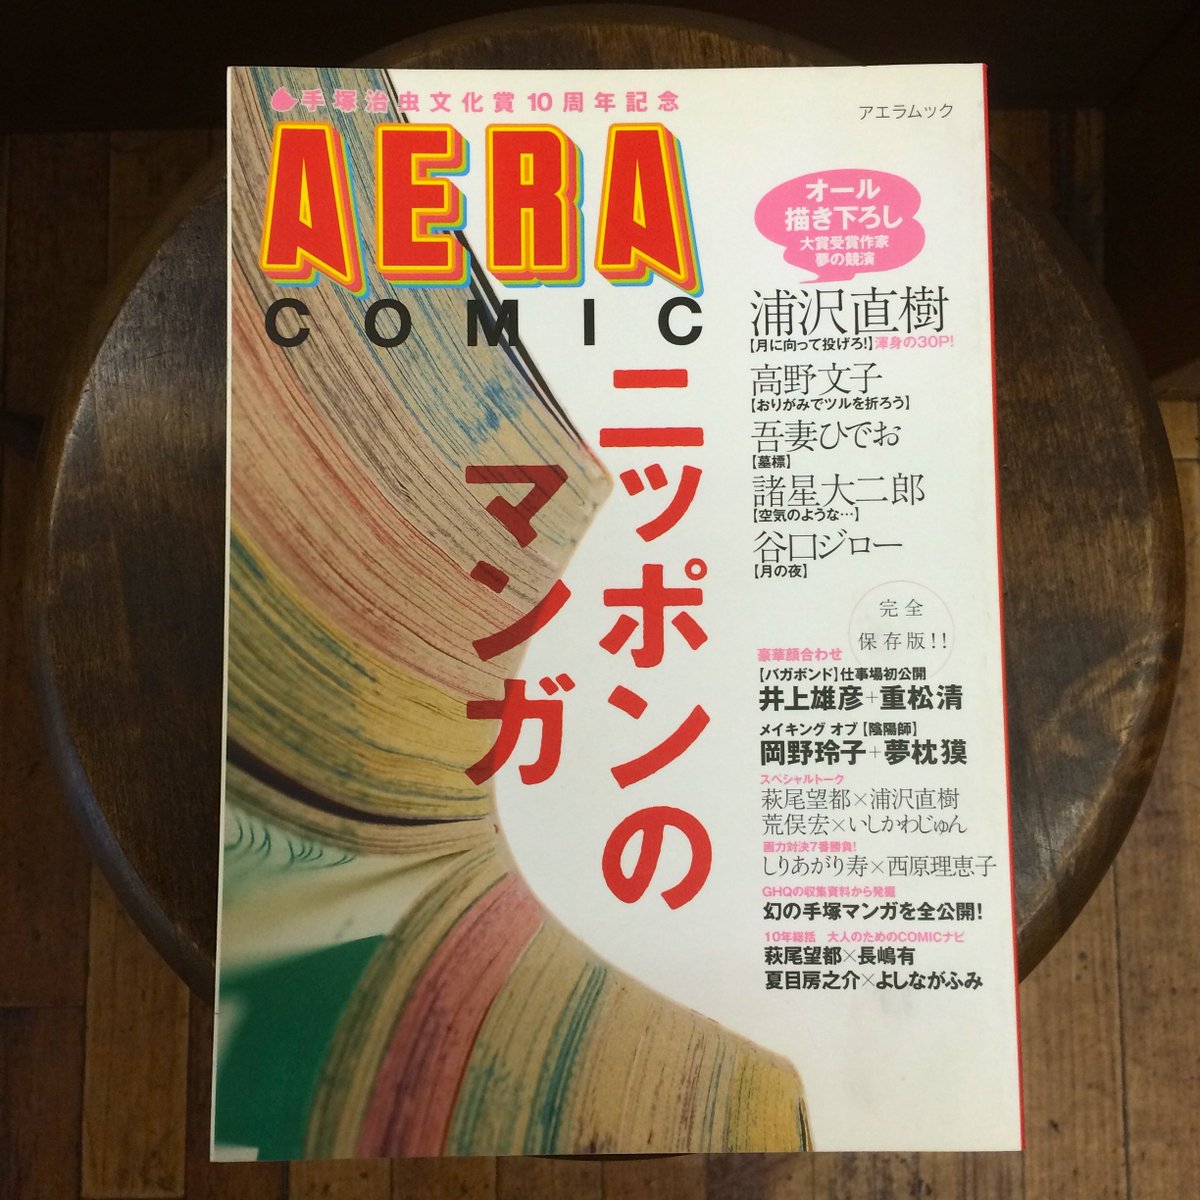 手塚治虫文化賞10周年記念
AERA
COMIC
ニッポンの
マンガ
アエラムック
オール
描き下ろし
大賞受賞作家
夢の競演
浦沢直樹
【月に向って投げろ!】渾身の30P!
高野文子
【おりがみでツルを折ろう】
吾妻ひでお
【墓標】
諸星大二郎
【空気のような…】
谷口ジロー
【月の夜】
完全
保存版!!
豪華顔合わせ
【バガボンド】仕事場初公開
井上雄彦+重松清
メイキング オブ【陰陽師】
岡野玲子+夢枕獏
スペシャルトーク
萩尾望都×浦沢直樹
荒俣宏×いしかわじゅん
画力対決7番勝負!
しりあがり寿×西原理恵子
GHQの収集資料から発掘
幻の手塚マンガを全公開!
10年総括 大人のためのCOMICナビ
萩尾望都×長嶋有
夏目房之介×よしながふみ